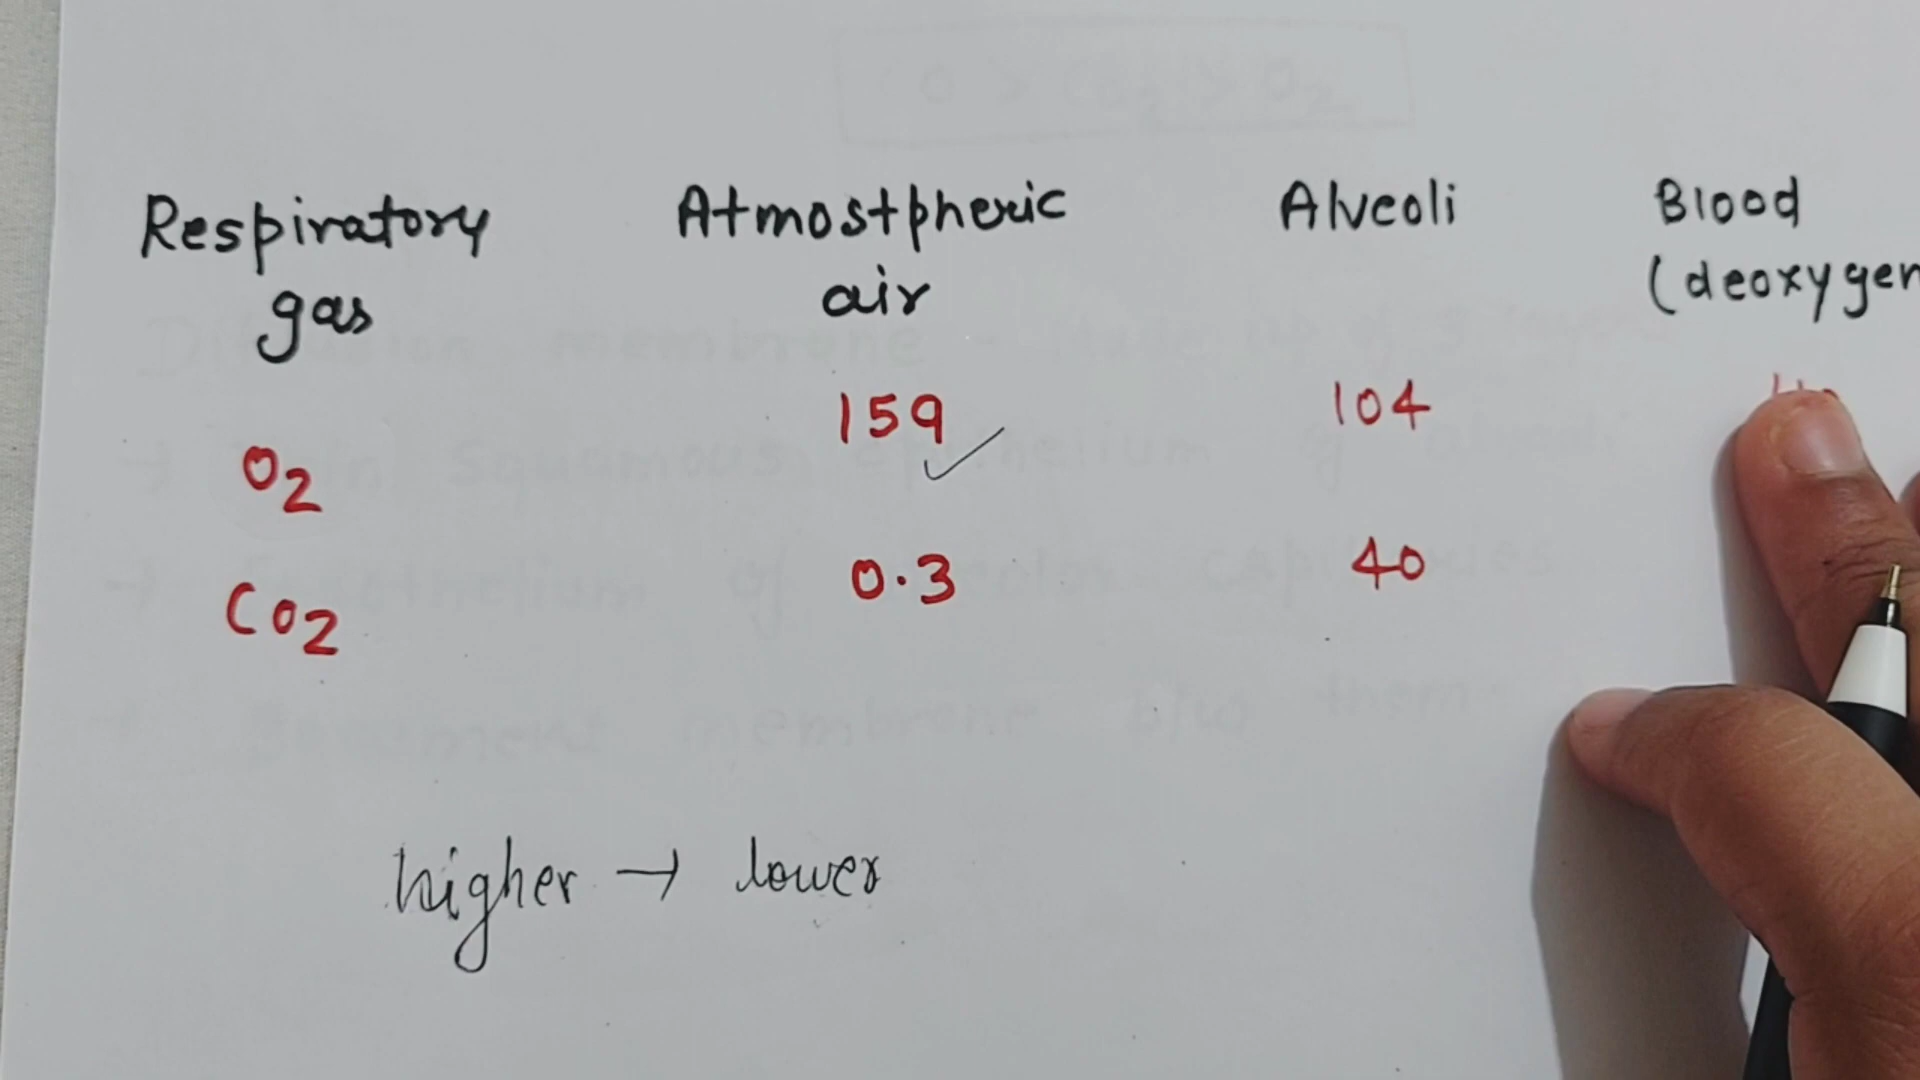 Respiratory Atmostpheric Alveoli Blood
gas air (deoxygen
O2 159 104
CO2 0.3 40
higher → lower